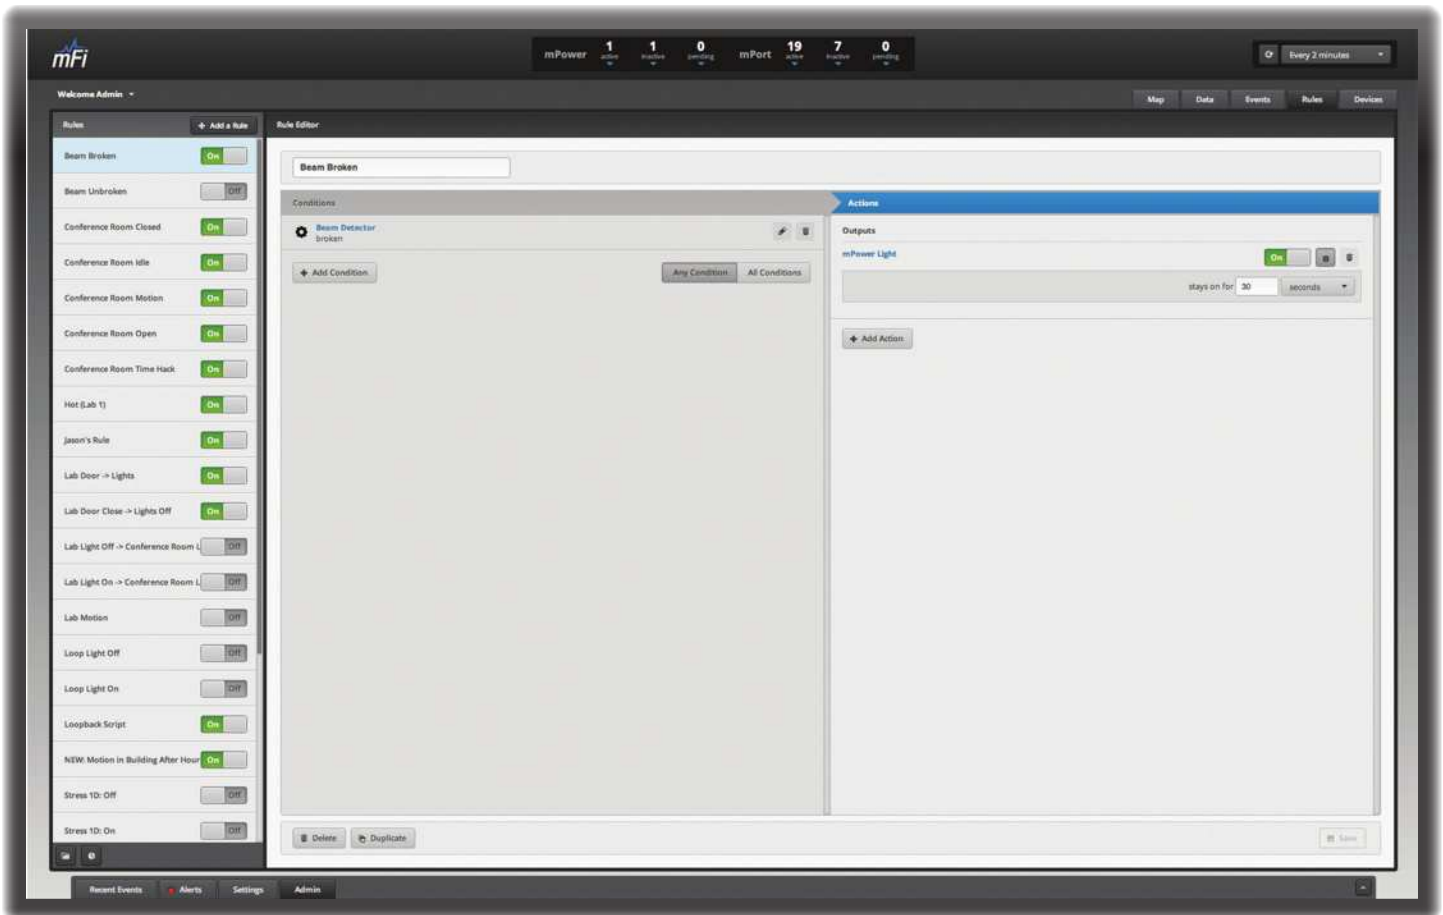 mFi
mPower 1 active 1 inactive 0 pending mPort 19 active 7 inactive 0 pending
Every 2 minutes
Welcome Admin
Map Data Events Rules Devices
Rules + Add a Rule
Rule Editor
Beam Broken On
Beam Unbroken Off
Conference Room Closed On
Conference Room Idle On
Conference Room Motion On
Conference Room Open On
Conference Room Time Hack On
Hot (Lab 1) On
Jason's Rule On
Lab Door -> Lights On
Lab Door Close -> Lights Off On
Lab Light Off -> Conference Room L Off
Lab Light On -> Conference Room L Off
Lab Motion Off
Loop Light Off Off
Loop Light On Off
Loopback Script On
NEW: Motion in Building After Hour On
Stress 1D: Off Off
Stress 1D: On Off
Beam Broken
Conditions
Beam Detector
broken
+ Add Condition
Any Condition All Conditions
Actions
Outputs
mPower Light On
stays on for 30 seconds
+ Add Action
Delete Duplicate
Save
Recent Events Alerts Settings Admin